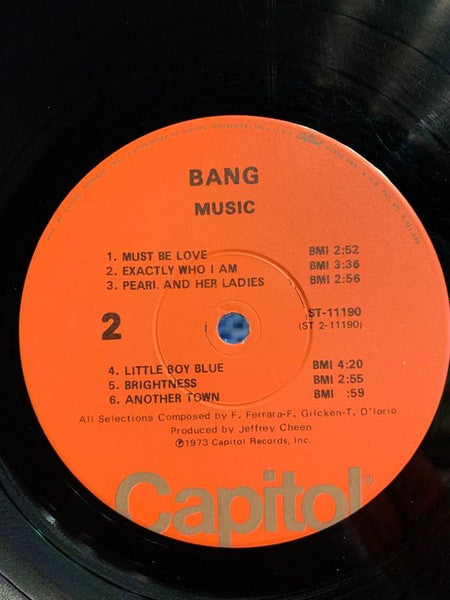 BANG
MUSIC
1. MUST BE LOVE BMI 2:52
2. EXACTLY WHO I AM BMI 3:36
3. PEARL AND HER LADIES BMI 2:56
2
ST-11190
(ST 2-11190)
4. LITTLE BOY BLUE BMI 4:20
5. BRIGHTNESS BMI 2:55
6. ANOTHER TOWN BMI :59
All Selections Composed by F. Ferrara-F. Gilcken-T. D'Iorio
Produced by Jeffrey Cheen
℗1973 Capitol Records, Inc.
Capitol®